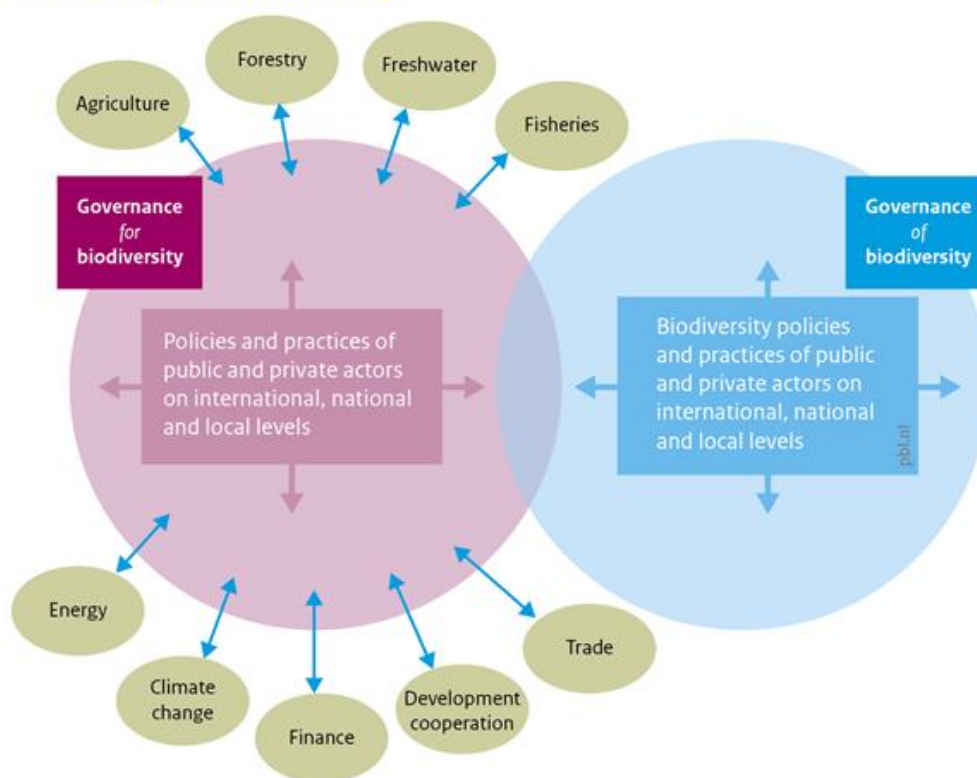 Forestry
Freshwater
Agriculture
Fisheries
Governance
for
biodiversity
Governance
of
biodiversity
Policies and practices of
public and private actors
on international, national
and local levels
Biodiversity policies
and practices of public
and private actors on
international, national
and local levels
pbl.nl
Energy
Trade
Climate
change
Development
cooperation
Finance